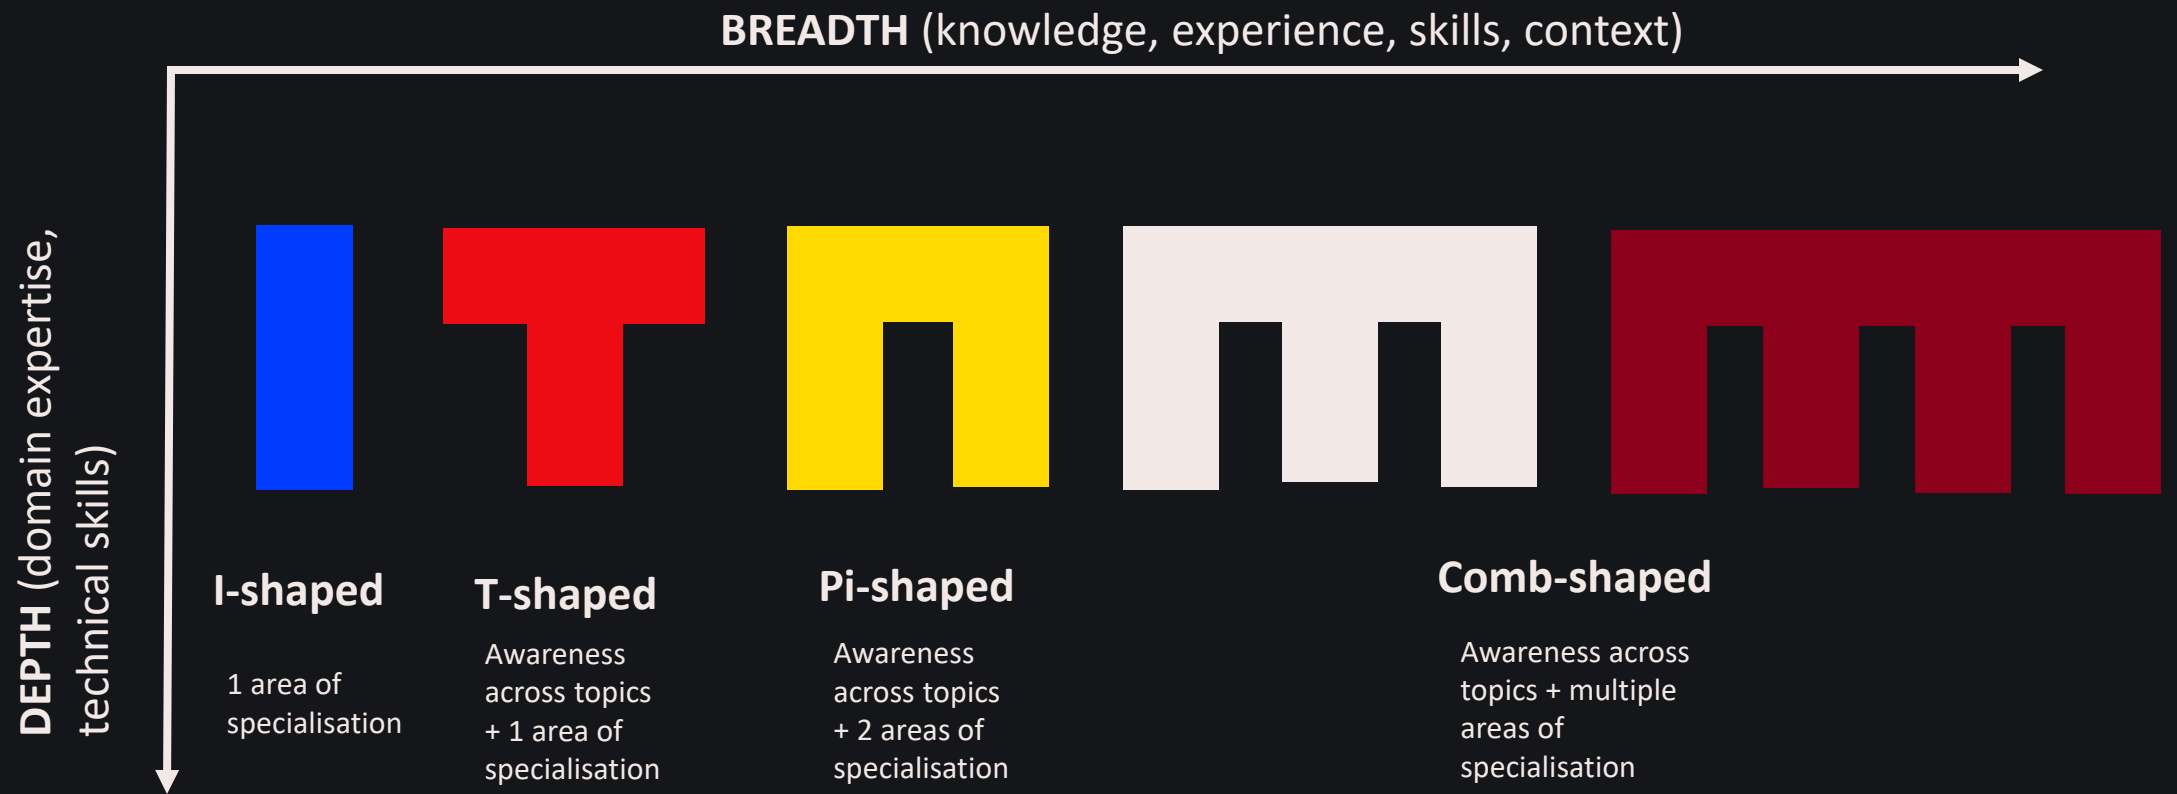 BREADTH (knowledge, experience, skills, context)
DEPTH (domain expertise,
technical skills)
I-shaped
1 area of
specialisation
T-shaped
Awareness
across topics
+ 1 area of
specialisation
Pi-shaped
Awareness
across topics
+ 2 areas of
specialisation
Comb-shaped
Awareness across
topics + multiple
areas of
specialisation